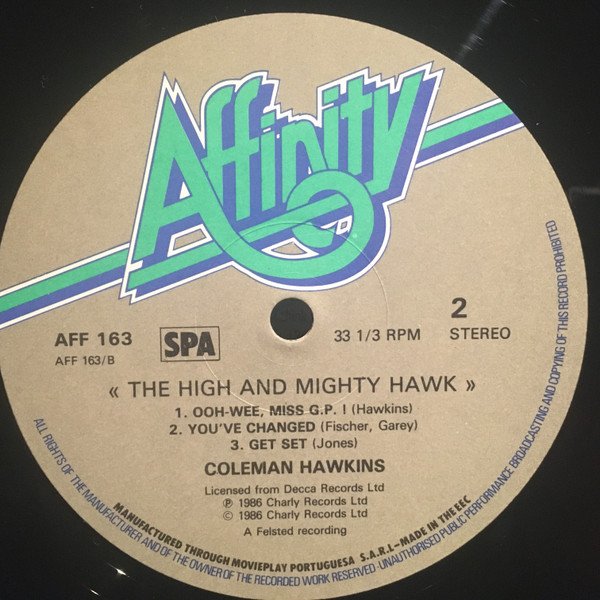 Affinity
AFF 163
AFF 163/B
SPA
33 1/3 RPM
2
STEREO
« THE HIGH AND MIGHTY HAWK »
1. OOH-WEE, MISS G.P. ! (Hawkins)
2. YOU'VE CHANGED (Fischer, Garey)
3. GET SET (Jones)
COLEMAN HAWKINS
Licensed from Decca Records Ltd
℗ 1986 Charly Records Ltd
© 1986 Charly Records Ltd
A Felsted recording
MANUFACTURED THROUGH MOVIEPLAY PORTUGUESA S.A.R.L-MADE IN THE EEC
ALL RIGHTS OF THE MANUFACTURER AND OF THE OWNER OF THE RECORDED WORK RESERVED-UNAUTHORISED PUBLIC PERFORMANCE BROADCASTING AND COPYING OF THIS RECORD PROHIBITED